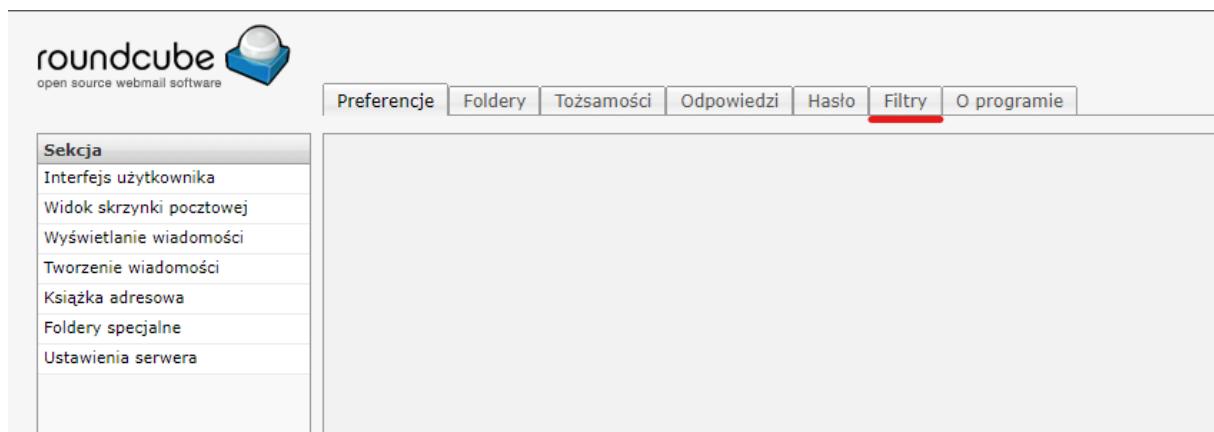 roundcube
open source webmail software
Preferencje Foldery Tożsamości Odpowiedzi Hasło Filtry O programie
Sekcja
Interfejs użytkownika
Widok skrzynki pocztowej
Wyświetlanie wiadomości
Tworzenie wiadomości
Książka adresowa
Foldery specjalne
Ustawienia serwera